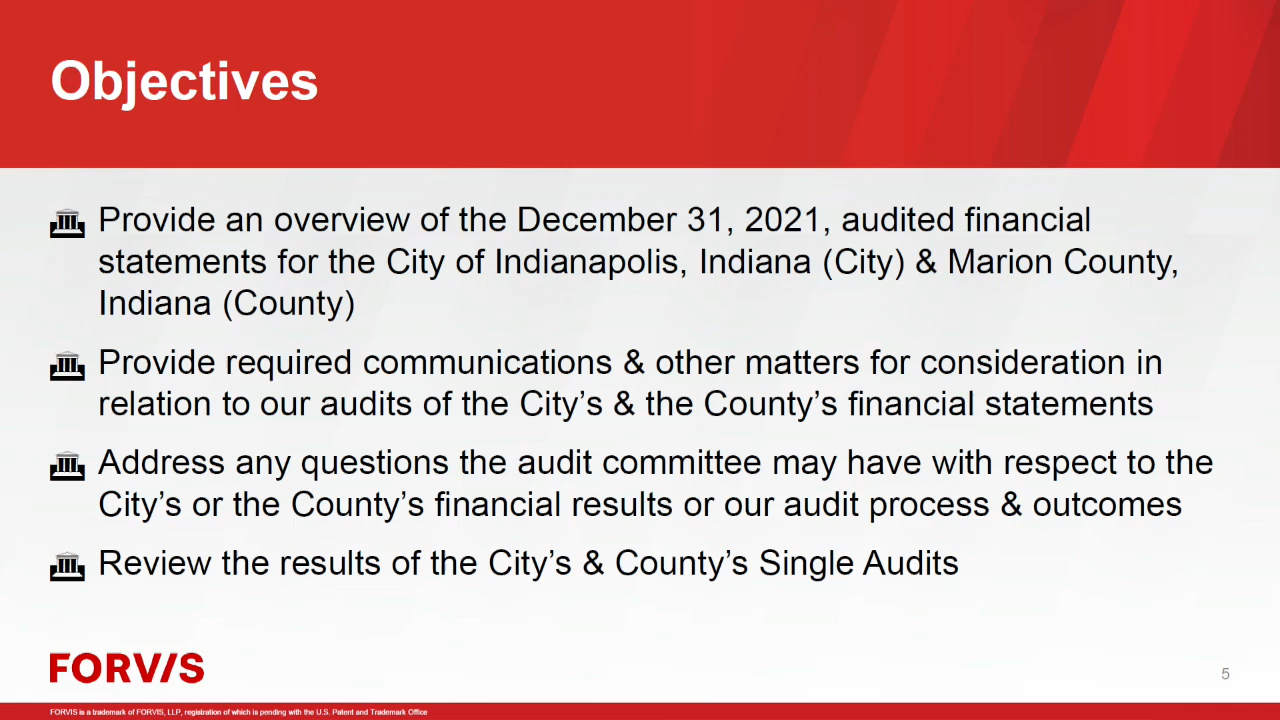 Objectives
Provide an overview of the December 31, 2021, audited financial
statements for the City of Indianapolis, Indiana (City) & Marion County,
Indiana (County)
Provide required communications & other matters for consideration in
relation to our audits of the City’s & the County’s financial statements
Address any questions the audit committee may have with respect to the
City’s or the County’s financial results or our audit process & outcomes
Review the results of the City’s & County’s Single Audits
FORVIS
5
FORVIS is a trademark of FORVIS, LLP, registration of which is pending with the U.S. Patent and Trademark Office